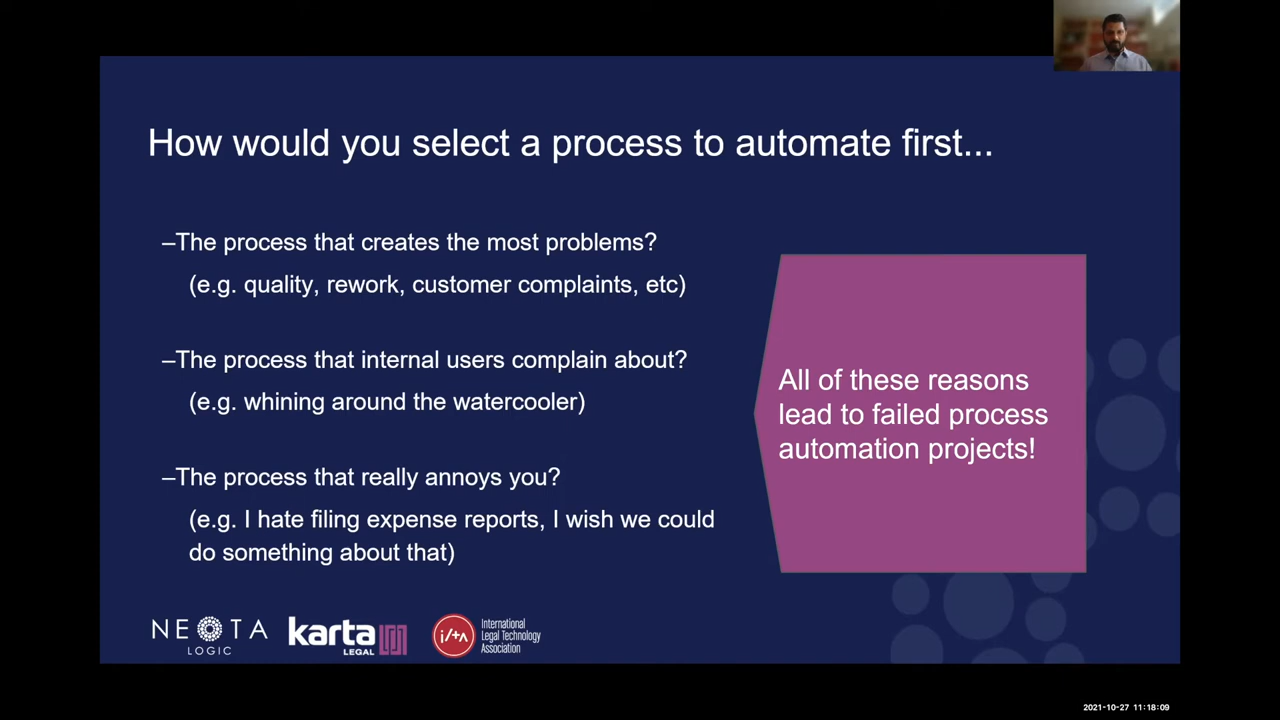 How would you select a process to automate first...
–The process that creates the most problems?
(e.g. quality, rework, customer complaints, etc)
–The process that internal users complain about?
(e.g. whining around the watercooler)
–The process that really annoys you?
(e.g. I hate filing expense reports, I wish we could
do something about that)
All of these reasons
lead to failed process
automation projects!
NEOTA
LOGIC
karta
LEGAL
i/ta
International
Legal Technology
Association
2021-10-27 11:18:09